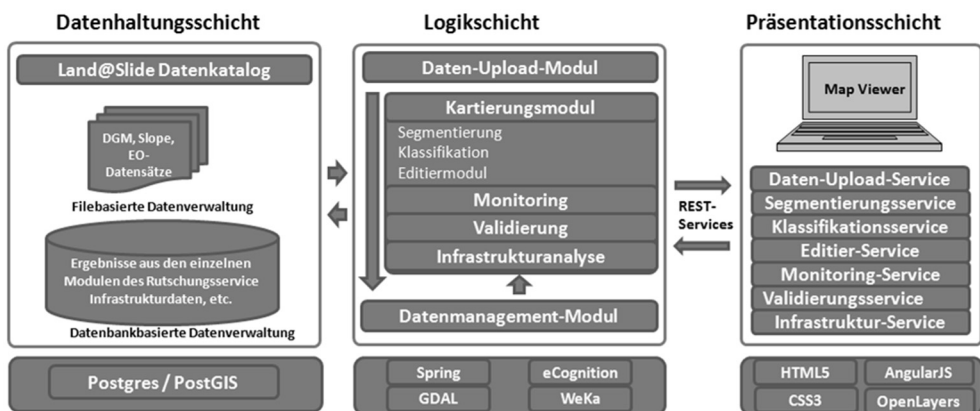 Datenhaltungsschicht
Land@Slide Datenkatalog
DGM, Slope,
EO-
Datensätze
Filebasierte Datenverwaltung
Ergebnisse aus den einzelnen
Modulen des Rutschungsservice
Infrastrukturdaten, etc.
Datenbankbasierte Datenverwaltung
Postgres / PostGIS
Logikschicht
Daten-Upload-Modul
Kartierungsmodul
Segmentierung
Klassifikation
Editiermodul
Monitoring
Validierung
Infrastrukturanalyse
Datenmanagement-Modul
Spring
eCognition
GDAL
WeKa
REST-
Services
Präsentationsschicht
Map Viewer
Daten-Upload-Service
Segmentierungsservice
Klassifikationsservice
Editier-Service
Monitoring-Service
Validierungsservice
Infrastruktur-Service
HTML5
AngularJS
CSS3
OpenLayers